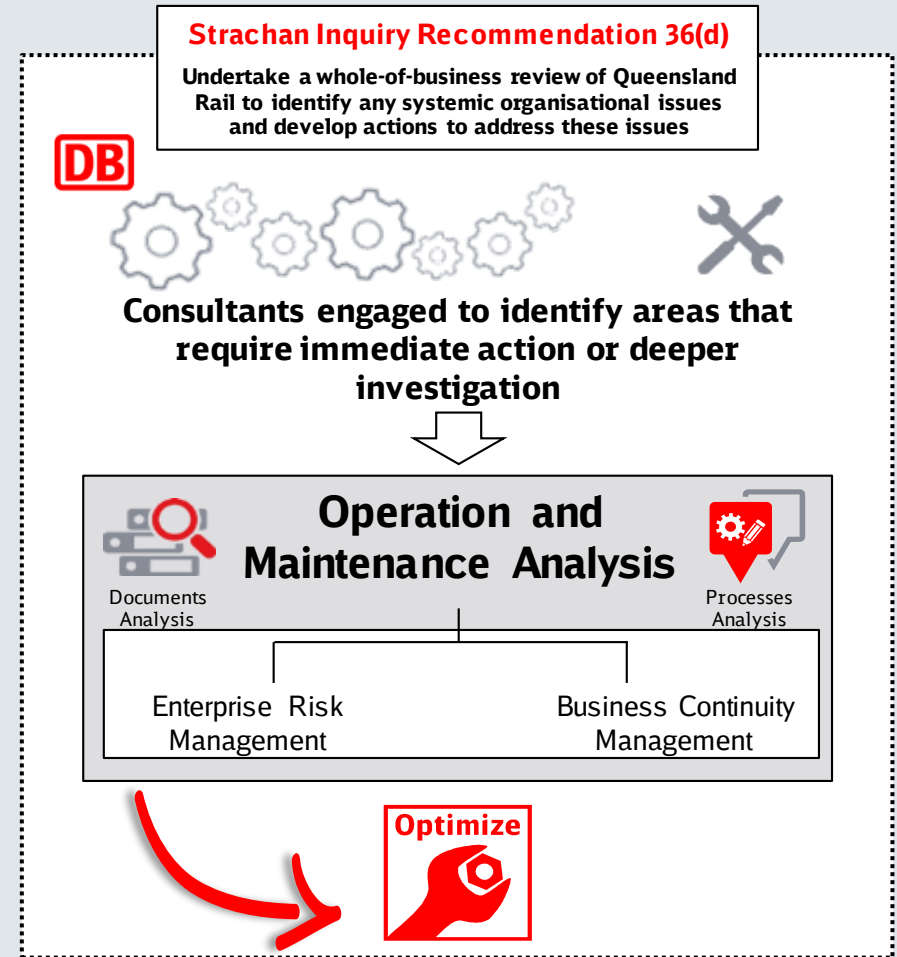 Strachan Inquiry Recommendation 36(d)
Undertake a whole-of-business review of Queensland
Rail to identify any systemic organisational issues
and develop actions to address these issues
DB
Consultants engaged to identify areas that
require immediate action or deeper
investigation
Operation and
Maintenance Analysis
Documents
Analysis
Processes
Analysis
Enterprise Risk
Management
Business Continuity
Management
Optimize